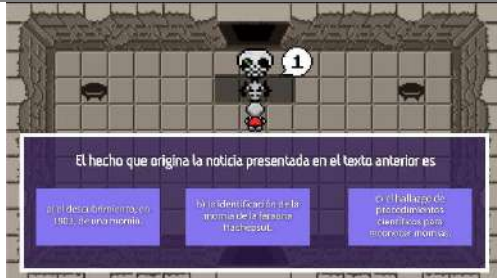 1
El hecho que origina la noticia presentada en el texto anterior es
a) el descubrimiento, en
1903, de una momia.
b) la identificación de la
momia de la faraona
Hachepsut.
c) el hallazgo de
procedimientos
científicos para
reconocer momias.